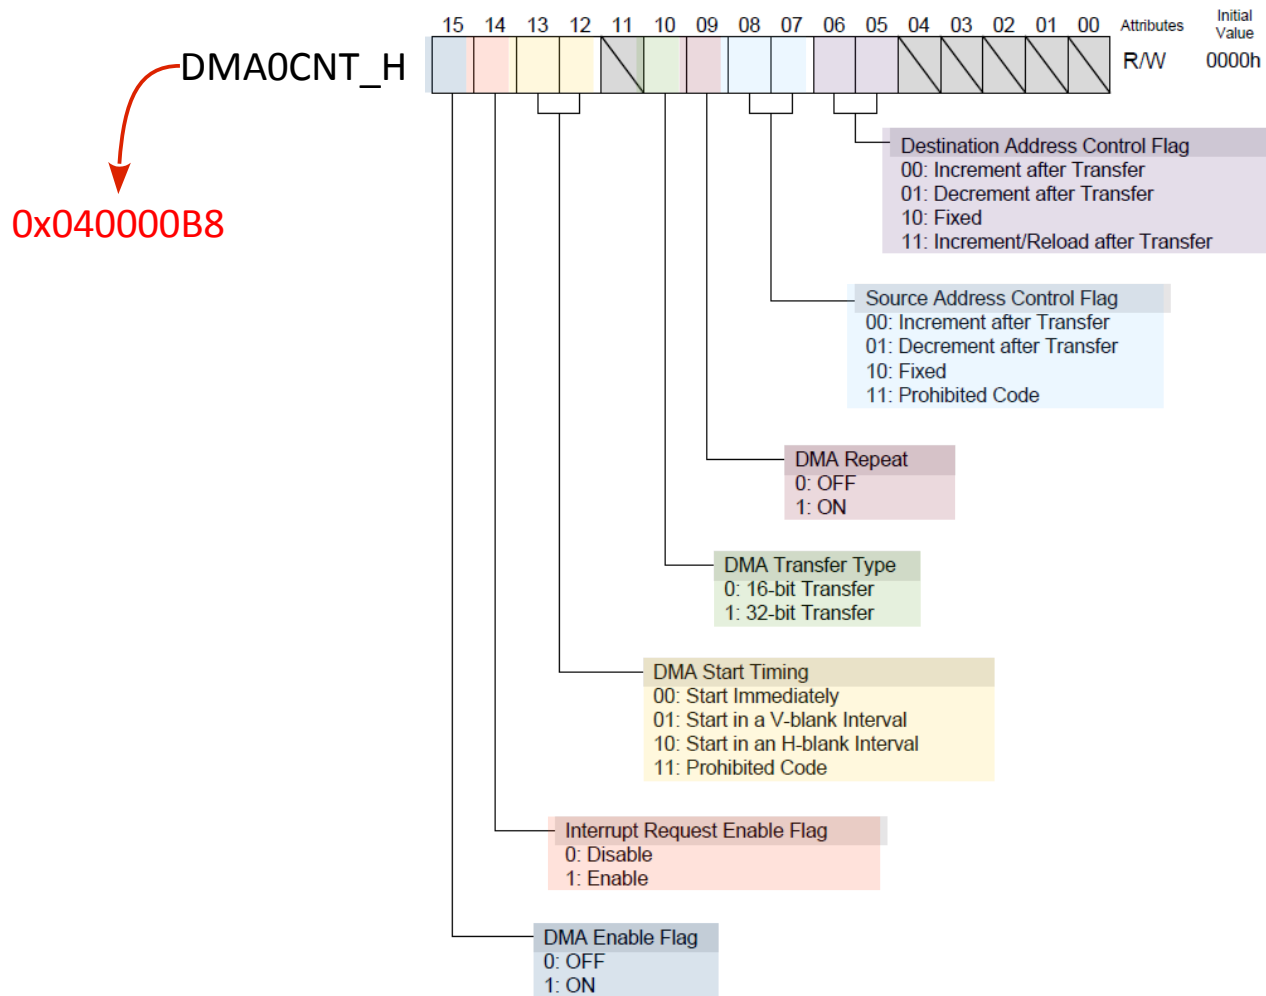 15 14 13 12 11 10 09 08 07 06 05 04 03 02 01 00 Attributes Initial Value
DMA0CNT_H R/W 0000h
0x040000B8
Destination Address Control Flag
00: Increment after Transfer
01: Decrement after Transfer
10: Fixed
11: Increment/Reload after Transfer
Source Address Control Flag
00: Increment after Transfer
01: Decrement after Transfer
10: Fixed
11: Prohibited Code
DMA Repeat
0: OFF
1: ON
DMA Transfer Type
0: 16-bit Transfer
1: 32-bit Transfer
DMA Start Timing
00: Start Immediately
01: Start in a V-blank Interval
10: Start in an H-blank Interval
11: Prohibited Code
Interrupt Request Enable Flag
0: Disable
1: Enable
DMA Enable Flag
0: OFF
1: ON